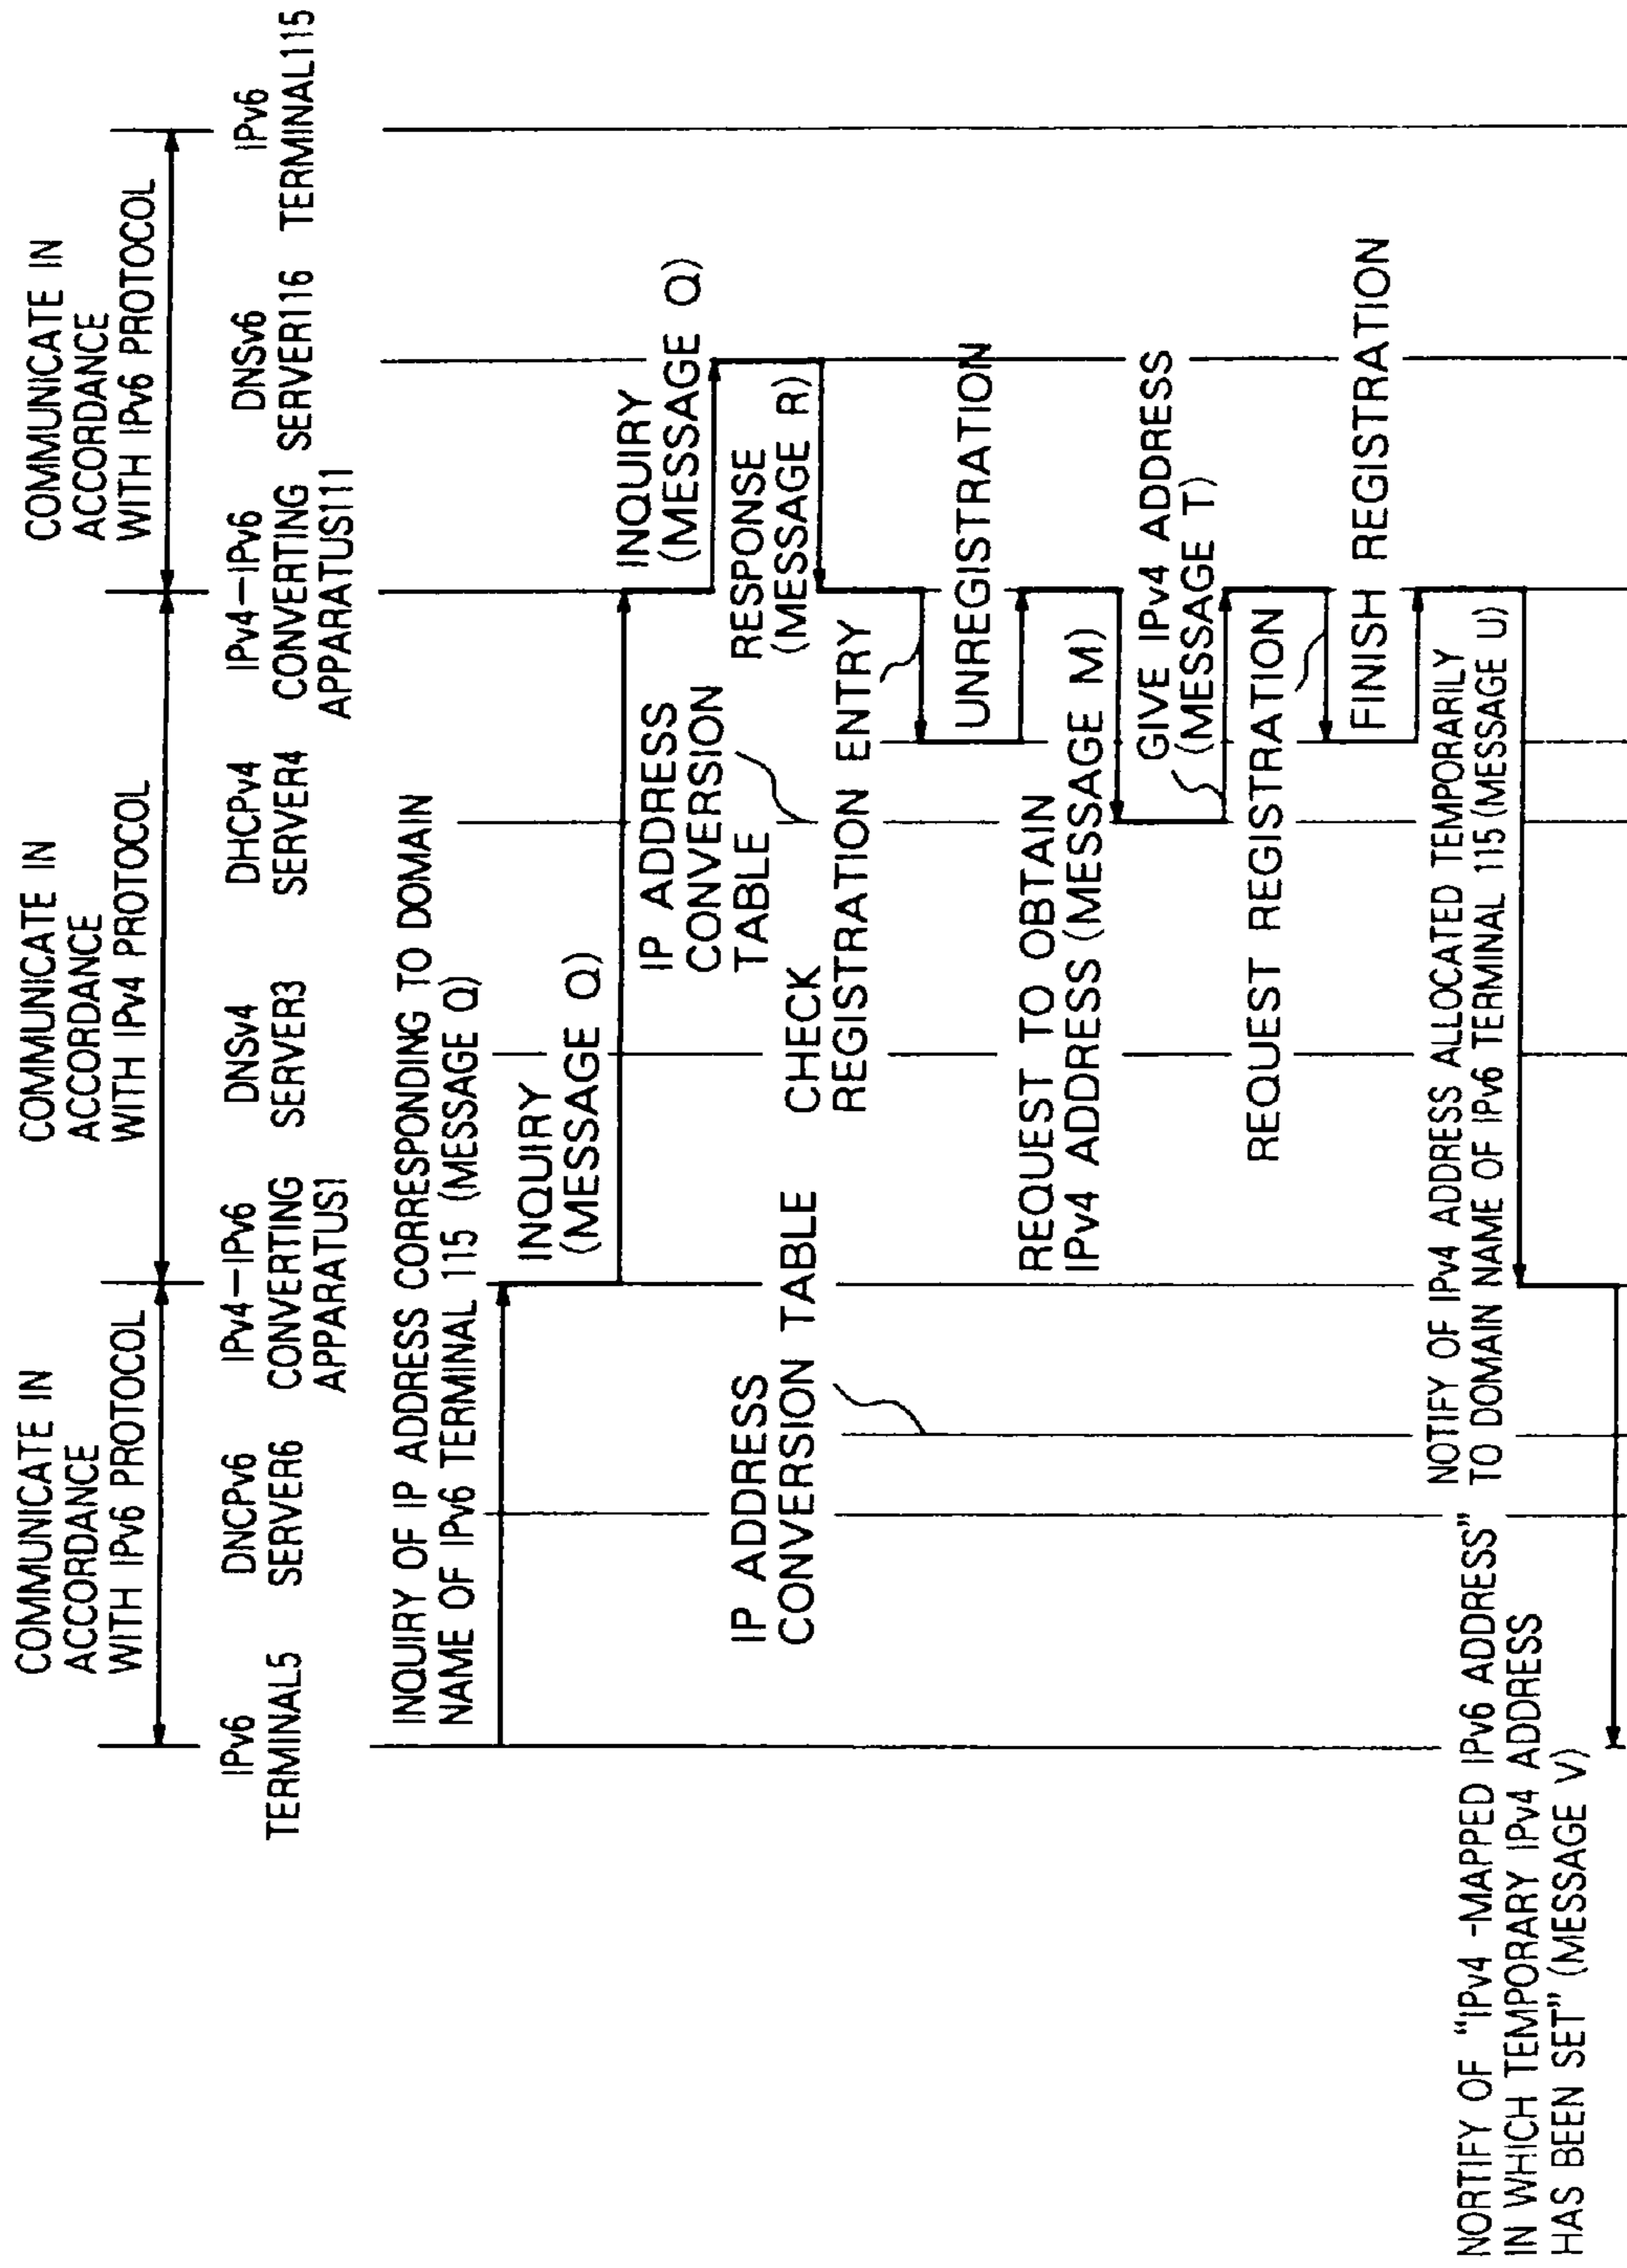 COMMUNICATE IN
ACCORDANCE
WITH IPv6 PROTOCOL
COMMUNICATE IN
ACCORDANCE
WITH IPv4 PROTOCOL
COMMUNICATE IN
ACCORDANCE
WITH IPv6 PROTOCOL
IPv6
TERMINAL5
DNCPv6
SERVER6
IPv4-IPv6
CONVERTING
APPARATUS1
DNSv4
SERVER3
DHCPv4
SERVER4
IPv4-IPv6
CONVERTING
APPARATUS111
DNSv6
SERVER116
IPv6
TERMINAL115
INQUIRY OF IP ADDRESS CORRESPONDING TO DOMAIN
NAME OF IPv6 TERMINAL 115 (MESSAGE Q)
INQUIRY
(MESSAGE Q)
INQUIRY
(MESSAGE Q)
IP ADDRESS
CONVERSION
TABLE
RESPONSE
(MESSAGE R)
IP ADDRESS
CONVERSION TABLE
CHECK
REGISTRATION ENTRY
UNREGISTRATION
REQUEST TO OBTAIN
IPv4 ADDRESS (MESSAGE M)
GIVE IPv4 ADDRESS
(MESSAGE T)
REQUEST REGISTRATION
FINISH REGISTRATION
NOTIFY OF IPv4 ADDRESS ALLOCATED TEMPORARILY
TO DOMAIN NAME OF IPv6 TERMINAL 115 (MESSAGE U)
NORTIFY OF “IPv4 -MAPPED IPv6 ADDRESS”
IN WHICH TEMPORARY IPv4 ADDRESS
HAS BEEN SET” (MESSAGE V)